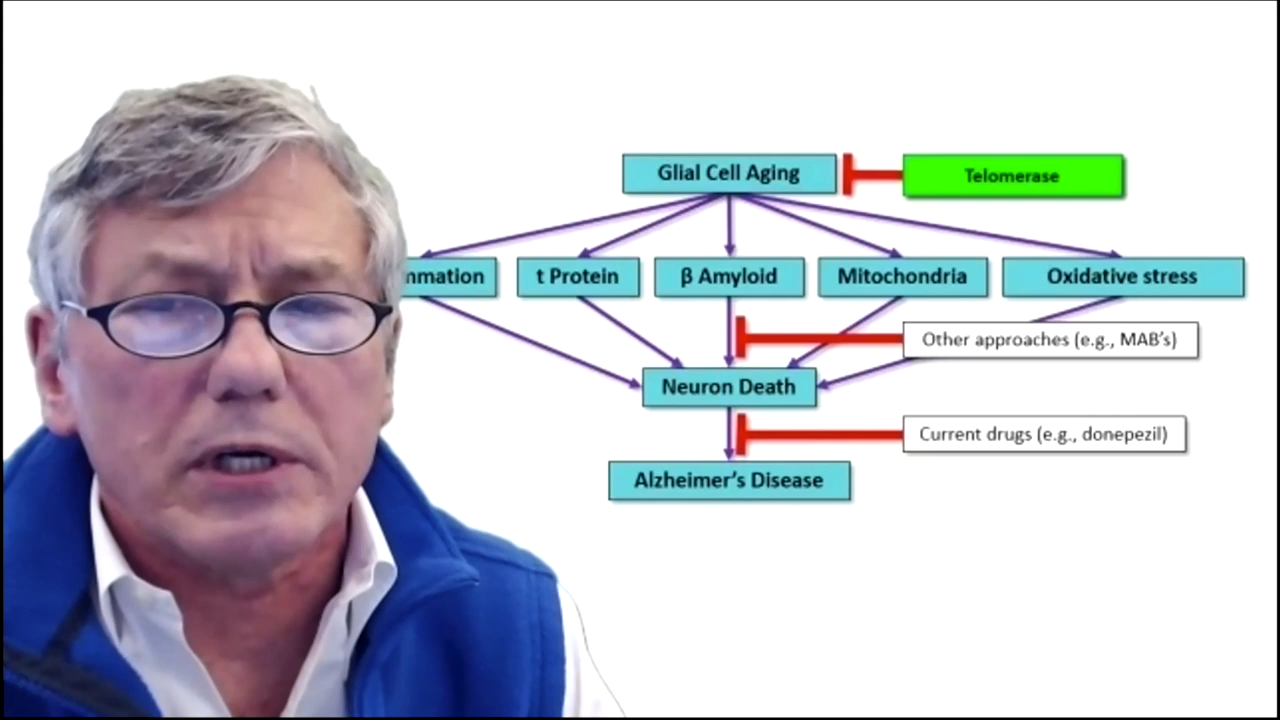 Glial Cell Aging
Telomerase
mmation
t Protein
β Amyloid
Mitochondria
Oxidative stress
Other approaches (e.g., MAB's)
Neuron Death
Current drugs (e.g., donepezil)
Alzheimer's Disease